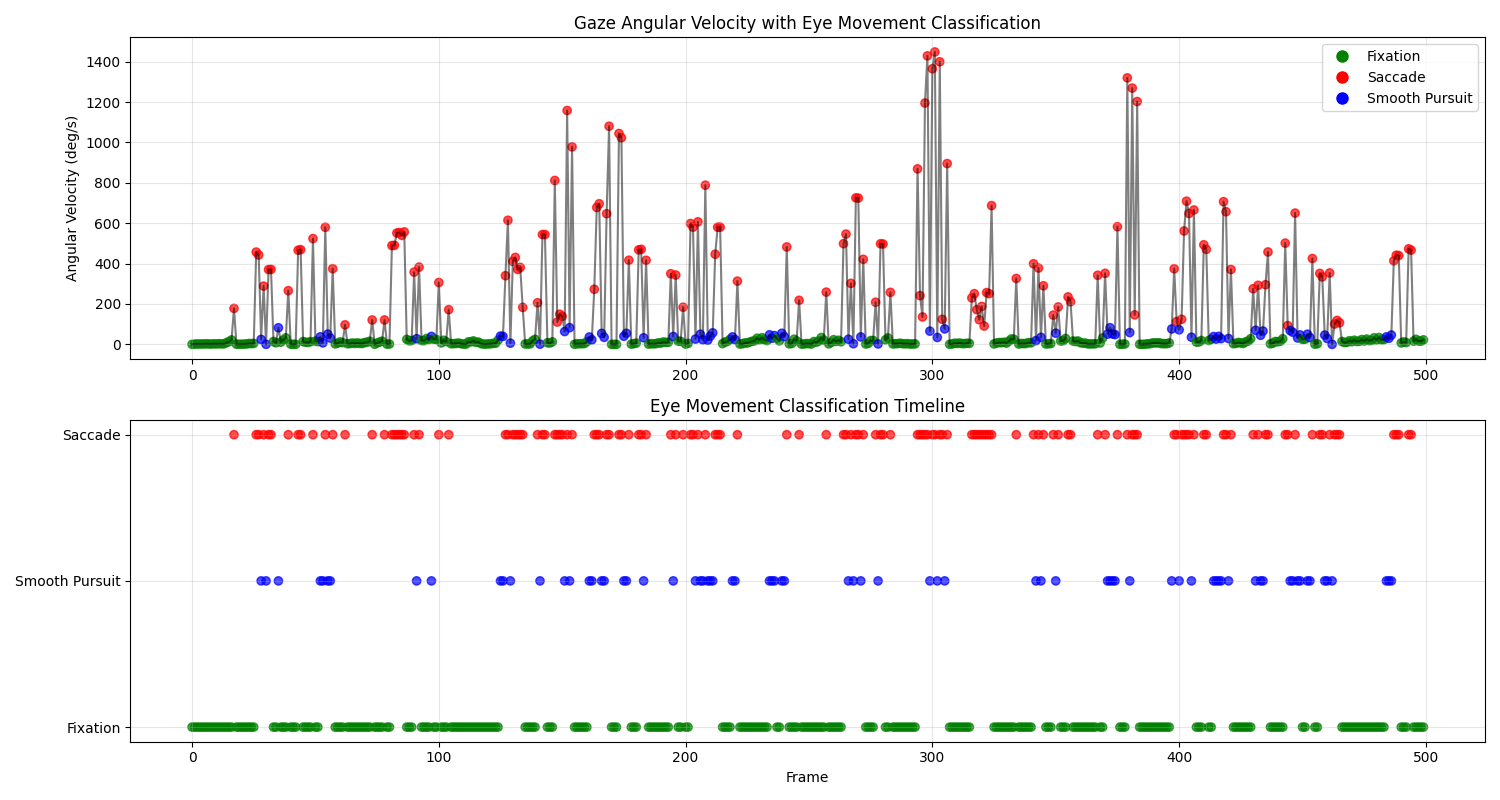 Gaze Angular Velocity with Eye Movement Classification
Angular Velocity (deg/s)
1400
1200
1000
800
600
400
200
0
Fixation
Saccade
Smooth Pursuit
0 100 200 300 400 500
Eye Movement Classification Timeline
Saccade
Smooth Pursuit
Fixation
0 100 200 300 400 500
Frame